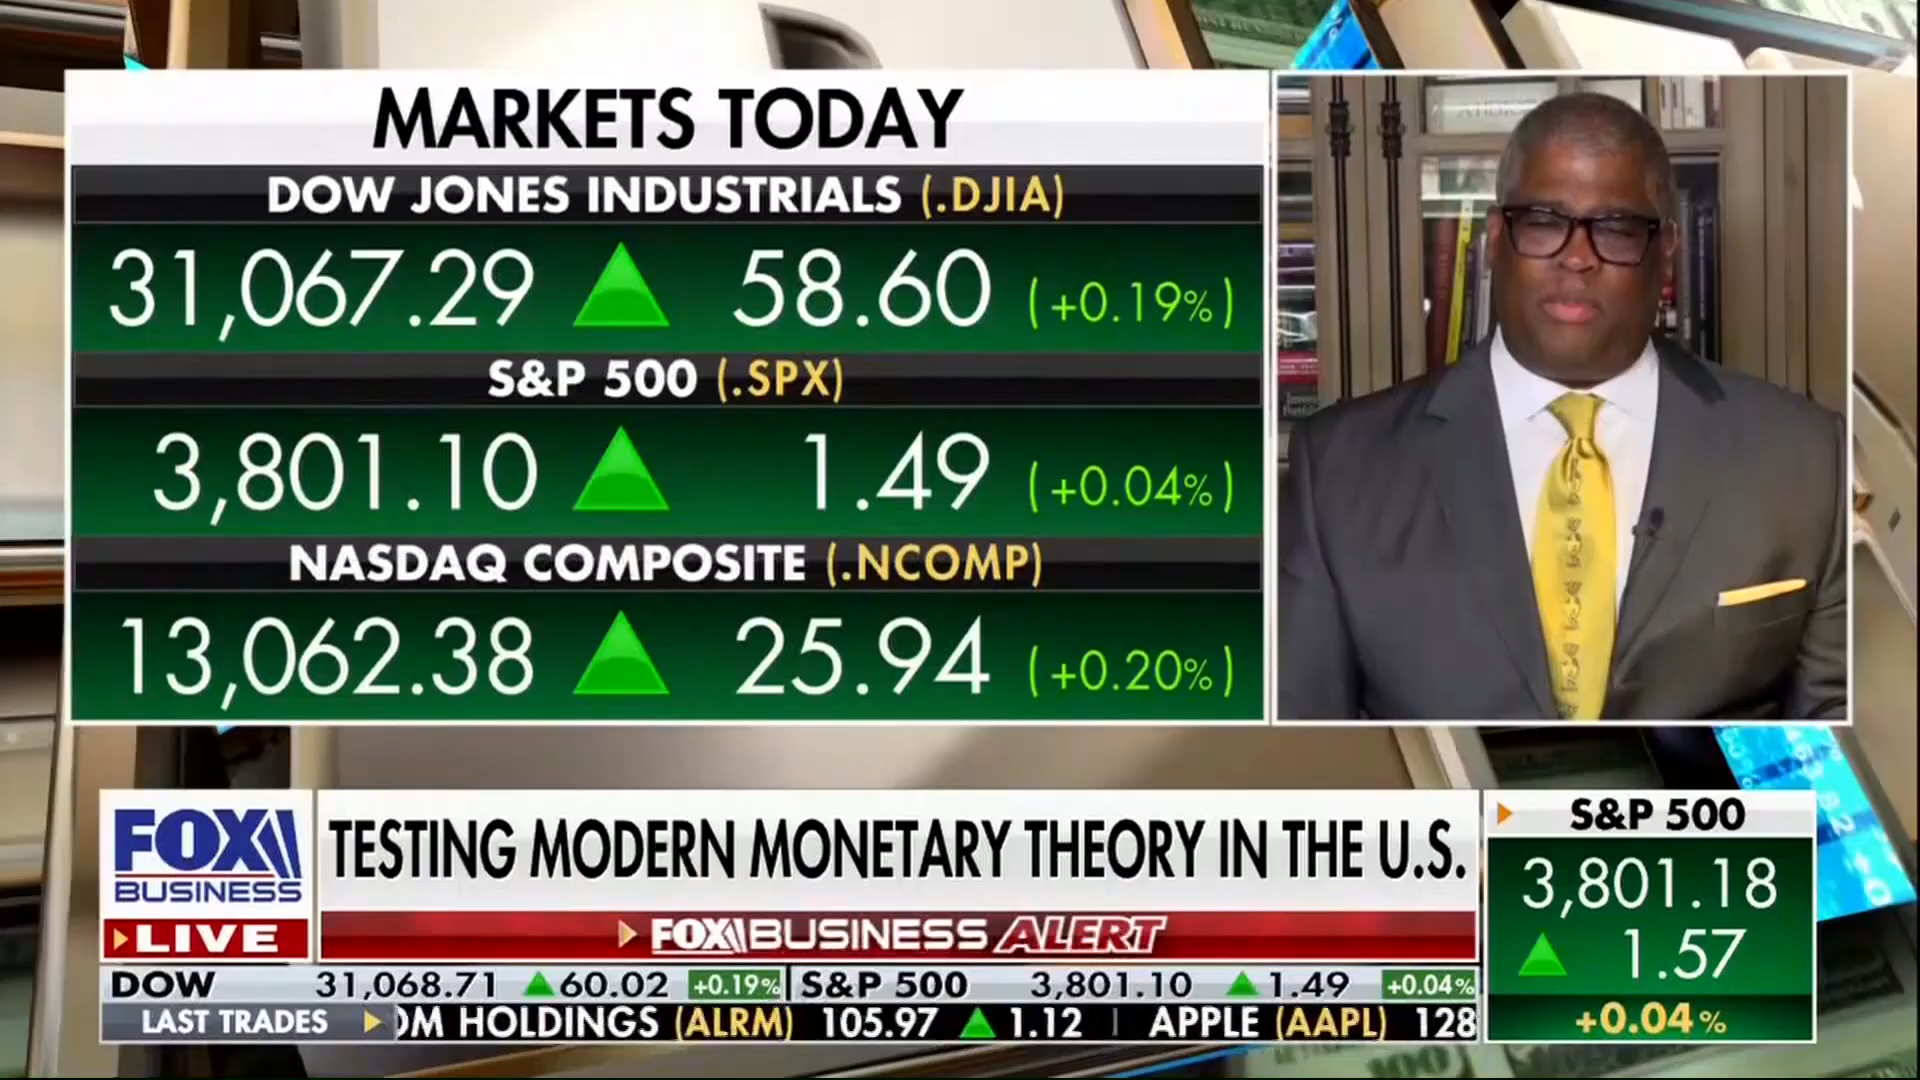 MARKETS TODAY
DOW JONES INDUSTRIALS (.DJIA)
31,067.29 ▲ 58.60 (+0.19%)
S&P 500 (.SPX)
3,801.10 ▲ 1.49 (+0.04%)
NASDAQ COMPOSITE (.NCOMP)
13,062.38 ▲ 25.94 (+0.20%)
FOX
BUSINESS
LIVE
TESTING MODERN MONETARY THEORY IN THE U.S.
FOX BUSINESS ALERT
S&P 500
3,801.18
▲ 1.57
+0.04%
DOW 31,068.71 ▲ 60.02 +0.19% S&P 500 3,801.10 ▲ 1.49 +0.04%
LAST TRADES OM HOLDINGS (ALRM) 105.97 ▲ 1.12 APPLE (AAPL) 128
100